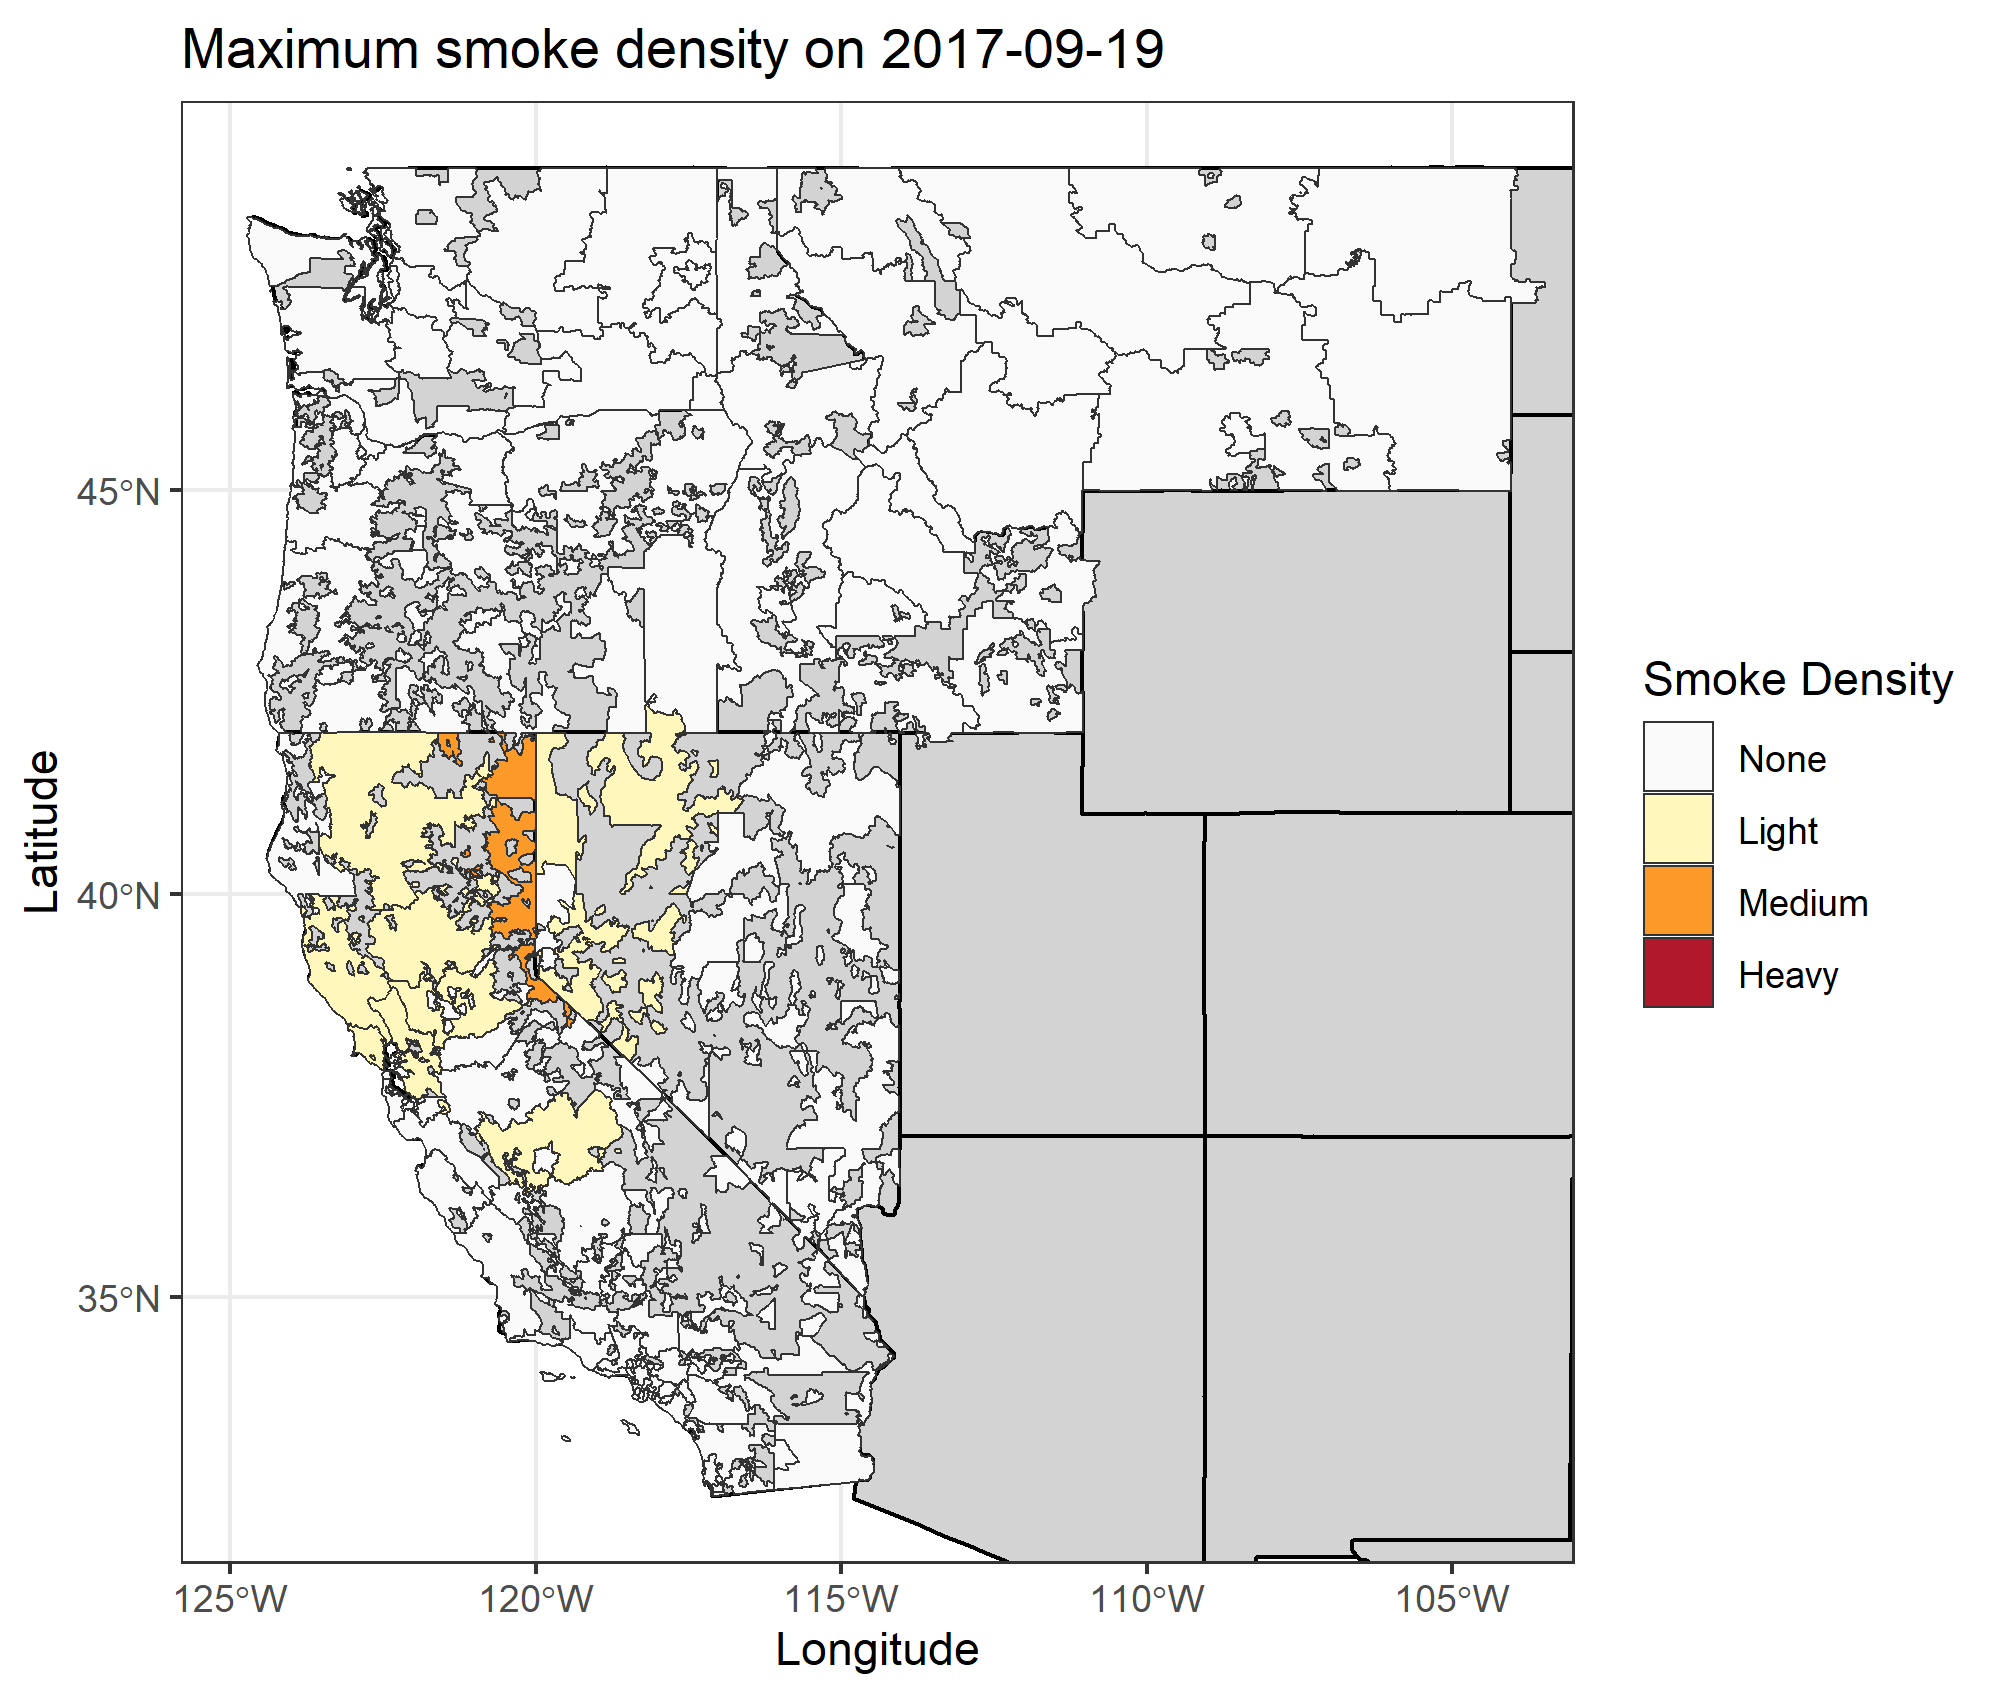 Maximum smoke density on 2017-09-19
45°N
40°N
35°N
Latitude
125°W
120°W
115°W
110°W
105°W
Longitude
Smoke Density
None
Light
Medium
Heavy